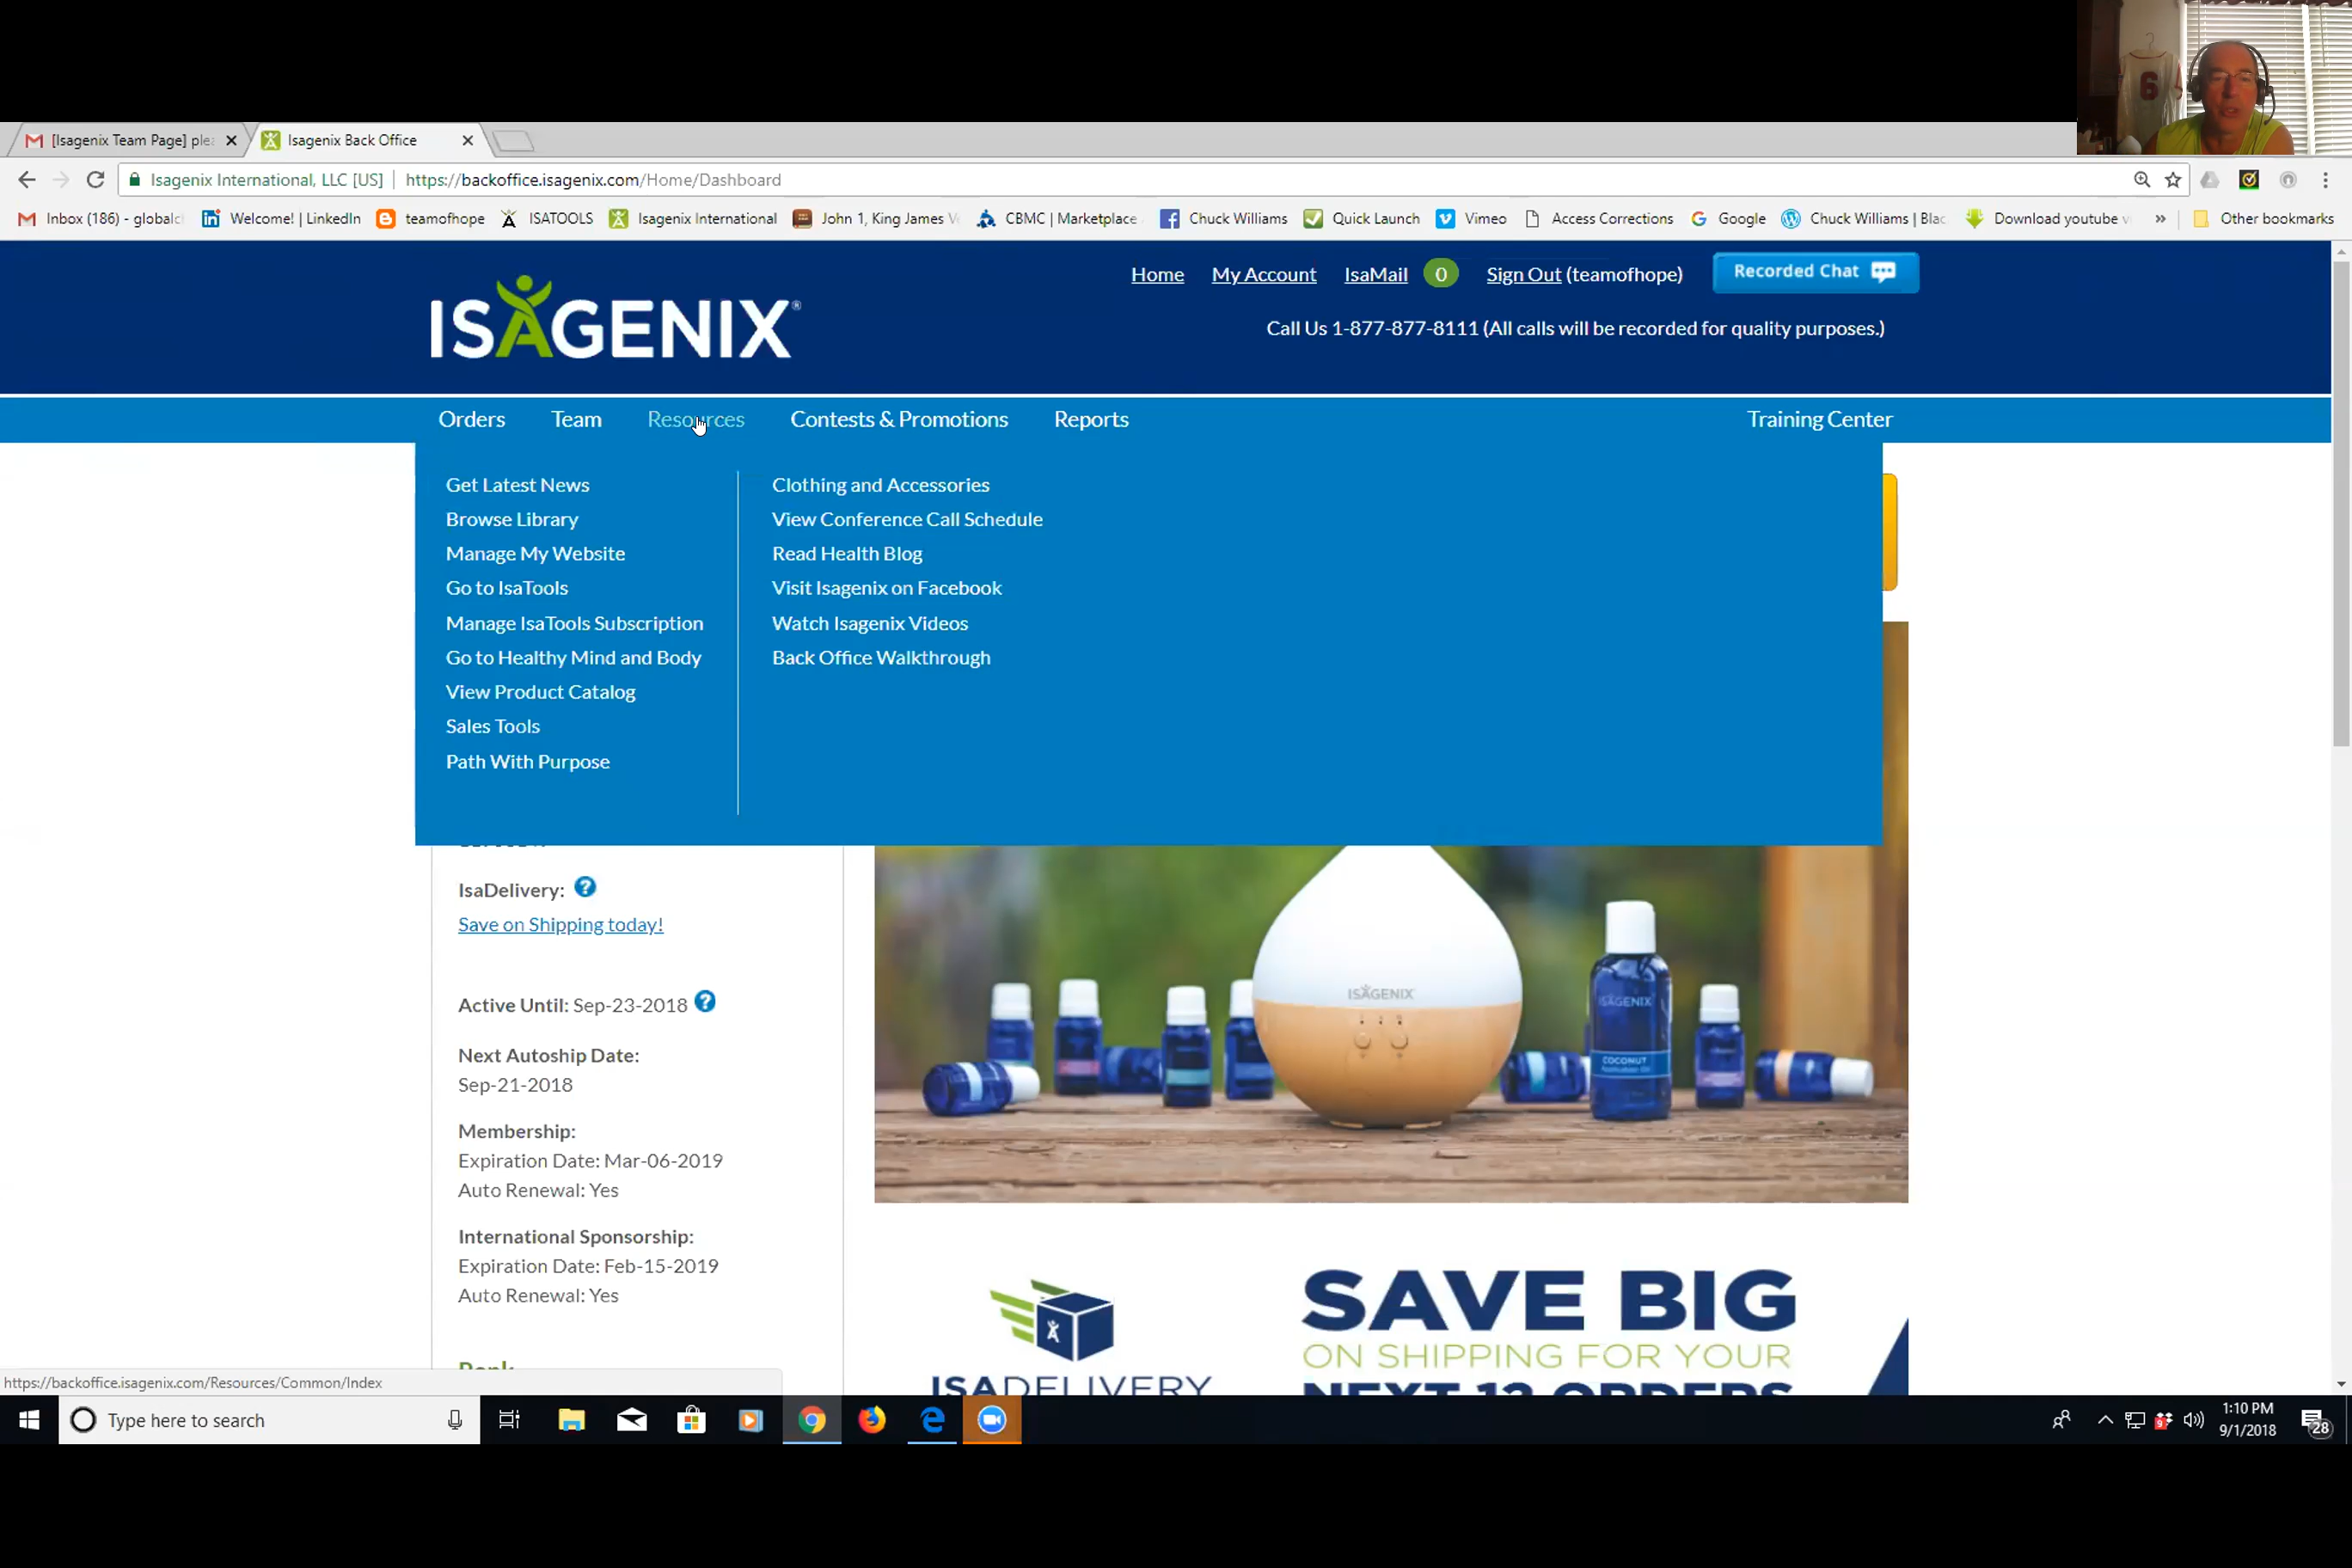 [Isagenix Team Page] ple
Isagenix Back Office
Isagenix International, LLC [US]
https://backoffice.isagenix.com/Home/Dashboard
Inbox (186) - globalc
Welcome! | LinkedIn
teamofhope
ISATOOLS
Isagenix International
John 1, King James V
CBMC | Marketplace
Chuck Williams
Quick Launch
Vimeo
Access Corrections
Google
Chuck Williams | Blac
Download youtube v
»
Other bookmarks
6
Home
My Account
IsaMail
0
Sign Out (teamofhope)
Recorded Chat
ISAGENIX®
Call Us 1-877-877-8111 (All calls will be recorded for quality purposes.)
Orders
Team
Resources
Contests & Promotions
Reports
Training Center
Get Latest News
Browse Library
Manage My Website
Go to IsaTools
Manage IsaTools Subscription
Go to Healthy Mind and Body
View Product Catalog
Sales Tools
Path With Purpose
Clothing and Accessories
View Conference Call Schedule
Read Health Blog
Visit Isagenix on Facebook
Watch Isagenix Videos
Back Office Walkthrough
IsaDelivery: ?
Save on Shipping today!
Active Until: Sep-23-2018 ?
Next Autoship Date:
Sep-21-2018
Membership:
Expiration Date: Mar-06-2019
Auto Renewal: Yes
International Sponsorship:
Expiration Date: Feb-15-2019
Auto Renewal: Yes
Rank
ISAGENIX
ISAGENIX
COCONUT
ISADELIVERY
SAVE BIG
ON SHIPPING FOR YOUR
NEXT 12 ORDERS
https://backoffice.isagenix.com/Resources/Common/Index
Type here to search
1:10 PM
9/1/2018
28